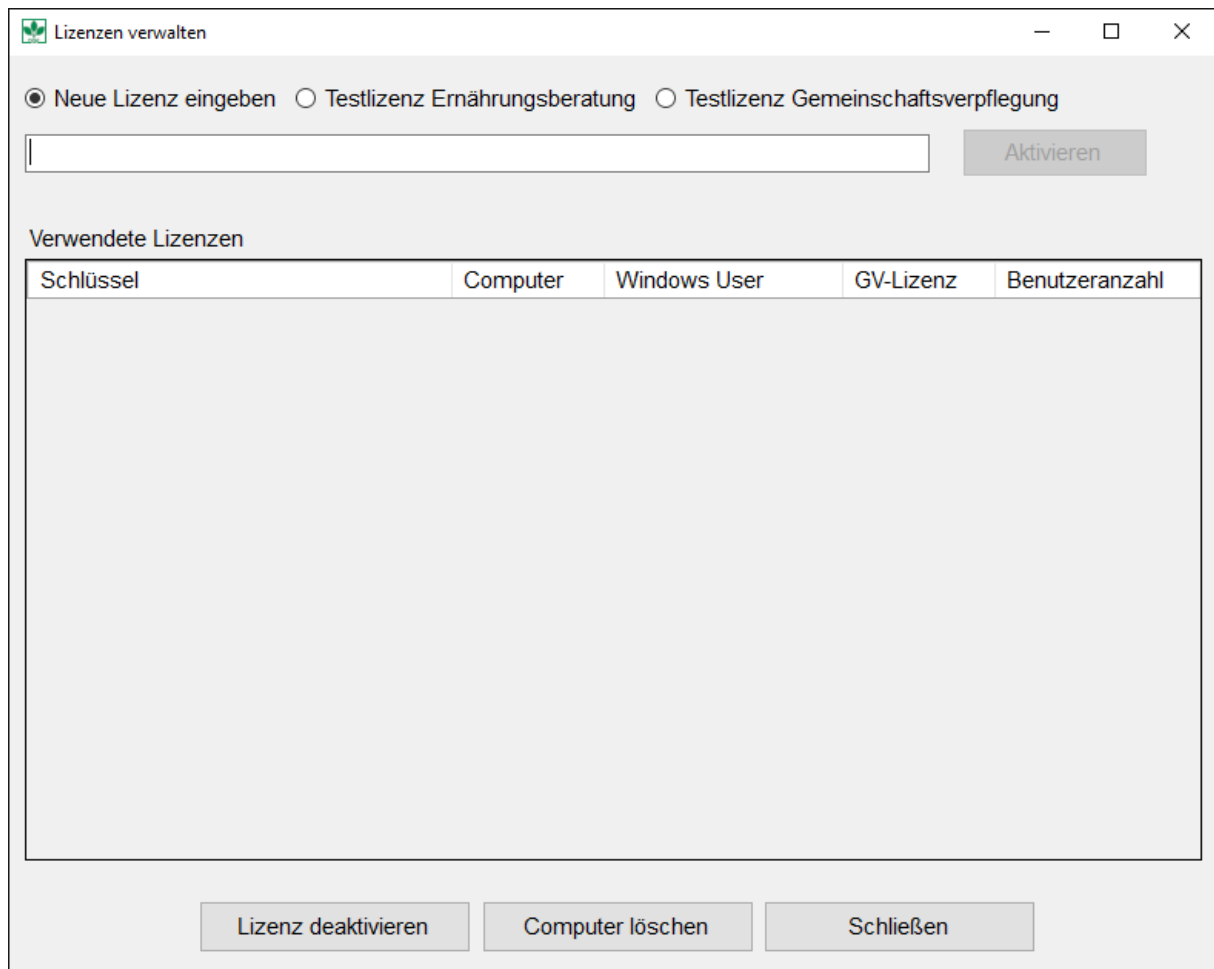 Lizenzen verwalten
Neue Lizenz eingeben Testlizenz Ernährungsberatung Testlizenz Gemeinschaftsverpflegung
Aktivieren
Verwendete Lizenzen
Schlüssel Computer Windows User GV-Lizenz Benutzeranzahl
Lizenz deaktivieren Computer löschen Schließen